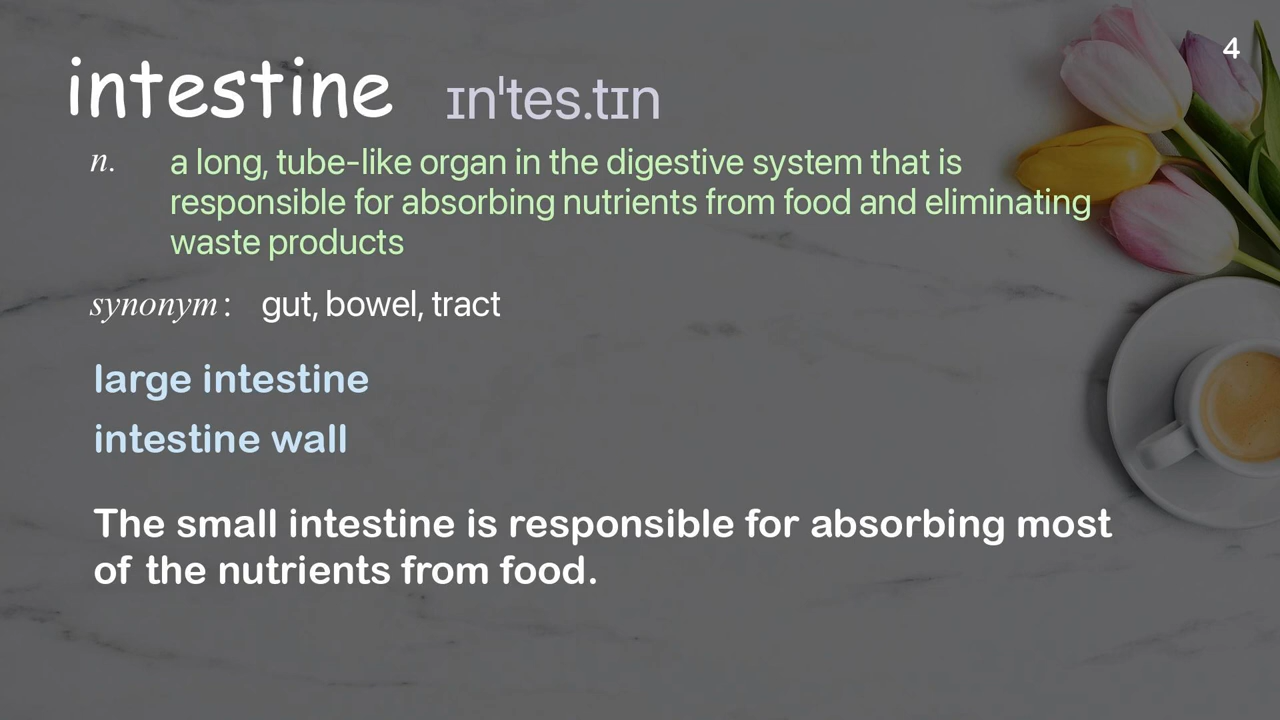 4
intestine ɪn'tes.tɪn
n. a long, tube-like organ in the digestive system that is
responsible for absorbing nutrients from food and eliminating
waste products
synonym: gut, bowel, tract
large intestine
intestine wall
The small intestine is responsible for absorbing most
of the nutrients from food.